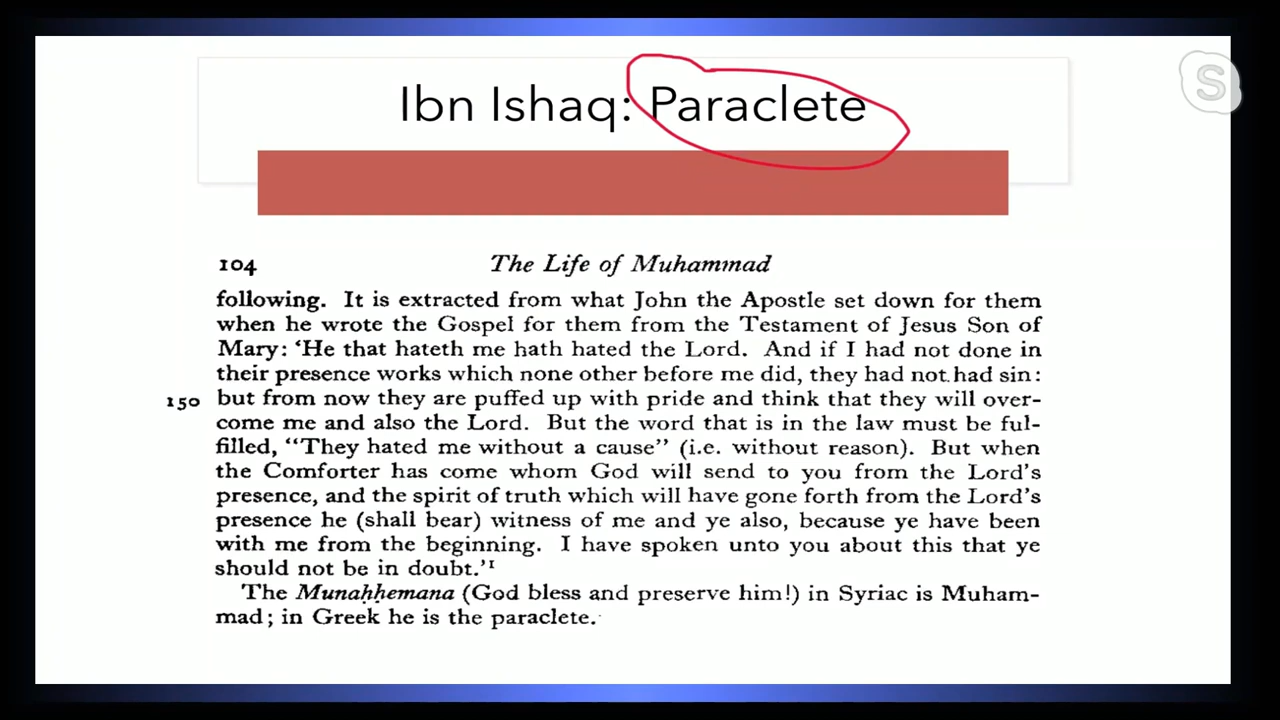 Ibn Ishaq: Paraclete
S
104 The Life of Muhammad
following. It is extracted from what John the Apostle set down for them
when he wrote the Gospel for them from the Testament of Jesus Son of
Mary: ‘He that hateth me hath hated the Lord. And if I had not done in
their presence works which none other before me did, they had not had sin:
150 but from now they are puffed up with pride and think that they will over-
come me and also the Lord. But the word that is in the law must be ful-
filled, “They hated me without a cause” (i.e. without reason). But when
the Comforter has come whom God will send to you from the Lord’s
presence, and the spirit of truth which will have gone forth from the Lord’s
presence he (shall bear) witness of me and ye also, because ye have been
with me from the beginning. I have spoken unto you about this that ye
should not be in doubt.’¹
The Munaḥḥemana (God bless and preserve him!) in Syriac is Muham-
mad; in Greek he is the paraclete.